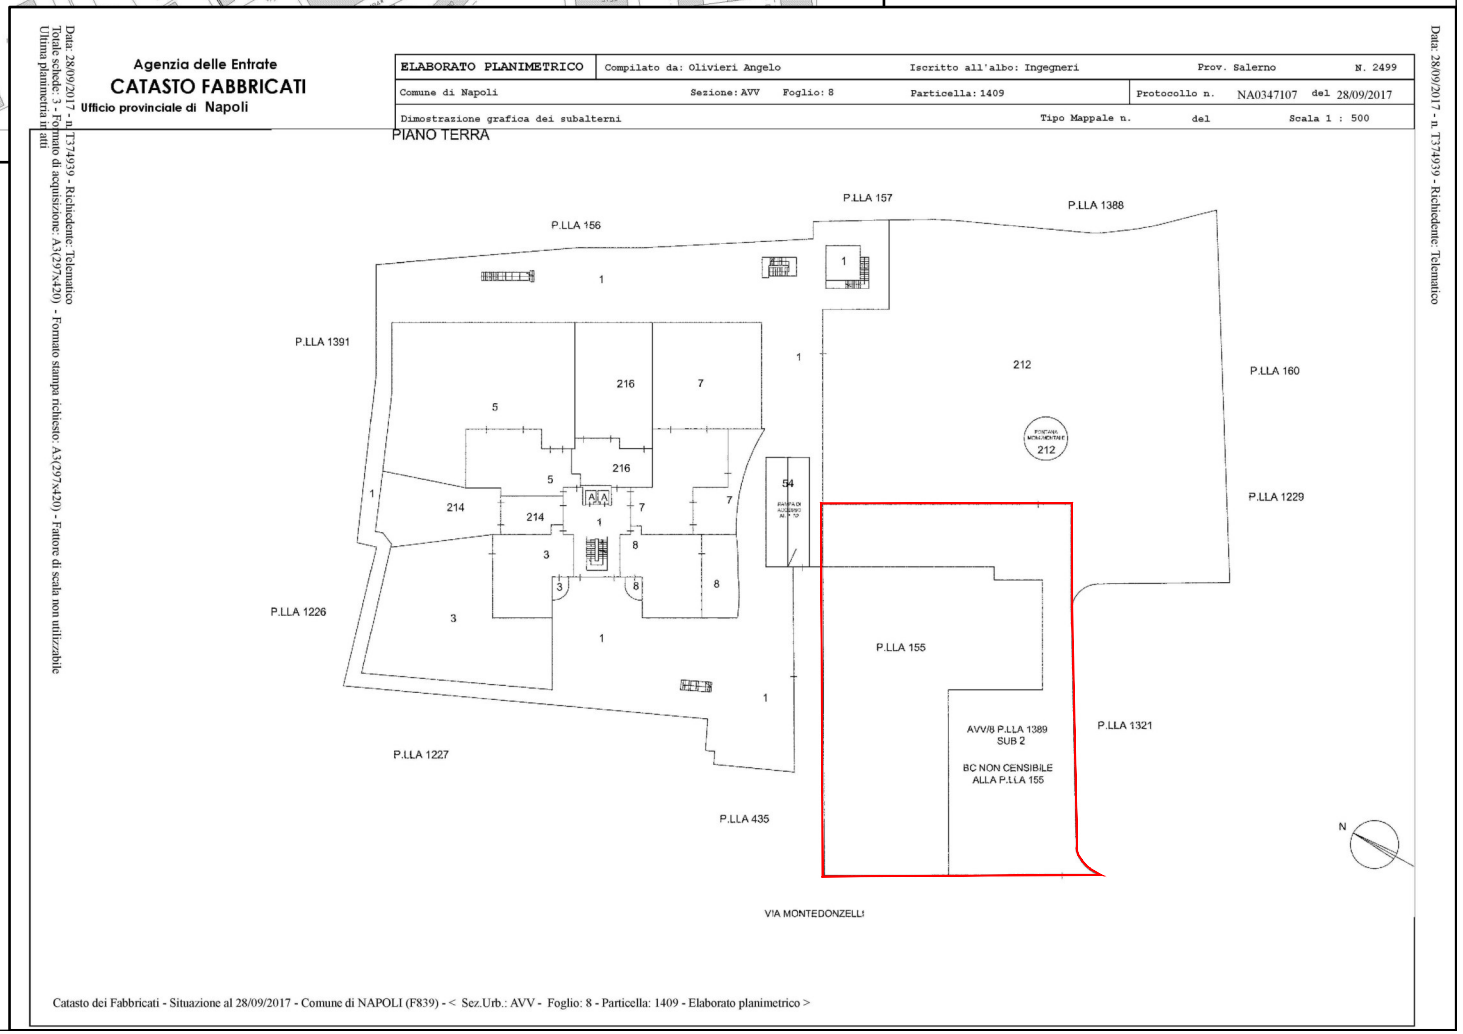 Data: 28/09/2017 - n. T374939 - Richiedente: Telematico
Totale schede: 3 - Formato di acquisizione: A3(297x420) - Formato stampa richiesto: A3(297x420) - Fattore di scala non utilizzabile
Ultima planimetria in atti
Agenzia delle Entrate
CATASTO FABBRICATI
Ufficio provinciale di Napoli
ELABORATO PLANIMETRICO
Compilato da: Olivieri Angelo
Iscritto all'albo: Ingegneri
Prov. Salerno
N. 2499
Comune di Napoli
Sezione: AVV Foglio: 8
Particella: 1409
Protocollo n. NA0347107 del 28/09/2017
Dimostrazione grafica dei subalterni
Tipo Mappale n.
del
Scala 1 : 500
PIANO TERRA
Data: 28/09/2017 - n. T374939 - Richiedente: Telematico
P.LLA 157
P.LLA 1388
P.LLA 156
1
1
P.LLA 1391
1
212
P.LLA 160
216
7
5
FONTANA
MONUMENTALE
212
216
5
54
RAMPA DI
ACCESSO
1
214
214
A A
1
7
7
P.LLA 1229
3
8
3
8
8
P.LLA 1226
3
1
P.LLA 155
1
P.LLA 1227
AVV/8 P.LLA 1389
SUB 2
BC NON CENSIBILE
ALLA P.LLA 155
P.LLA 1321
P.LLA 435
N
VIA MONTEDONZELLI
Catasto dei Fabbricati - Situazione al 28/09/2017 - Comune di NAPOLI (F839) - < Sez.Urb.: AVV - Foglio: 8 - Particella: 1409 - Elaborato planimetrico >